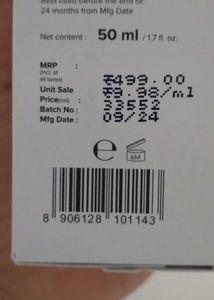 Best used before the end of:
24 months from Mfg Date
Net content : 50 ml / 1.7 fl. oz.
MRP :
(Incl. of
all taxes) ₹499.00
Unit Sale ₹9.98/ml
Price(INR) :
Batch No : 33552
Mfg Date : 09/24
e
6M
8 906128 101143